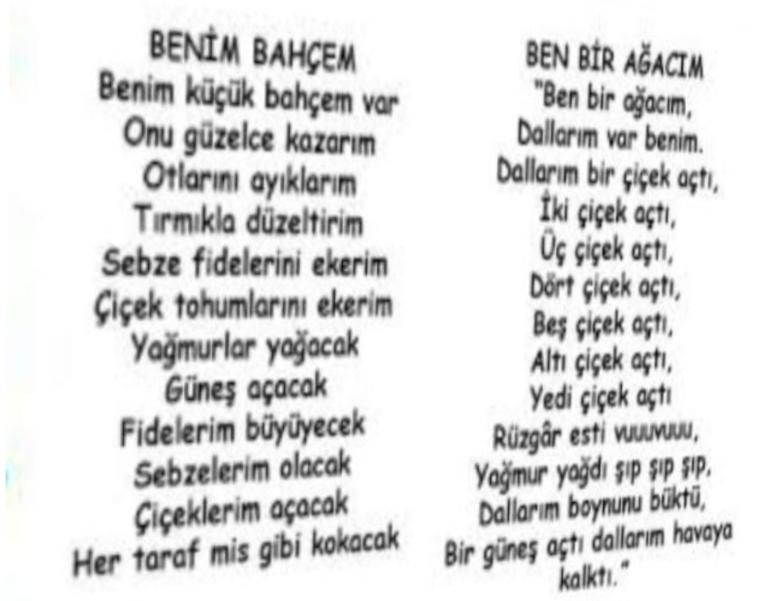 BENİM BAHÇEM
Benim küçük bahçem var
Onu güzelce kazarım
Otlarını ayıklarım
Tırmıkla düzeltirim
Sebze fidelerini ekerim
Çiçek tohumlarını ekerim
Yağmurlar yağacak
Güneş açacak
Fidelerim büyüyecek
Sebzelerim olacak
Çiçeklerim açacak
Her taraf mis gibi kokacak
BEN BİR AĞACIM
"Ben bir ağacım,
Dallarım var benim.
Dallarım bir çiçek açtı,
İki çiçek açtı,
Üç çiçek açtı,
Dört çiçek açtı,
Beş çiçek açtı,
Altı çiçek açtı,
Yedi çiçek açtı
Rüzgâr esti vuuuvuuu,
Yağmur yağdı şıp şıp şıp,
Dallarım boynunu büktü,
Bir güneş açtı dallarım havaya
kalktı."